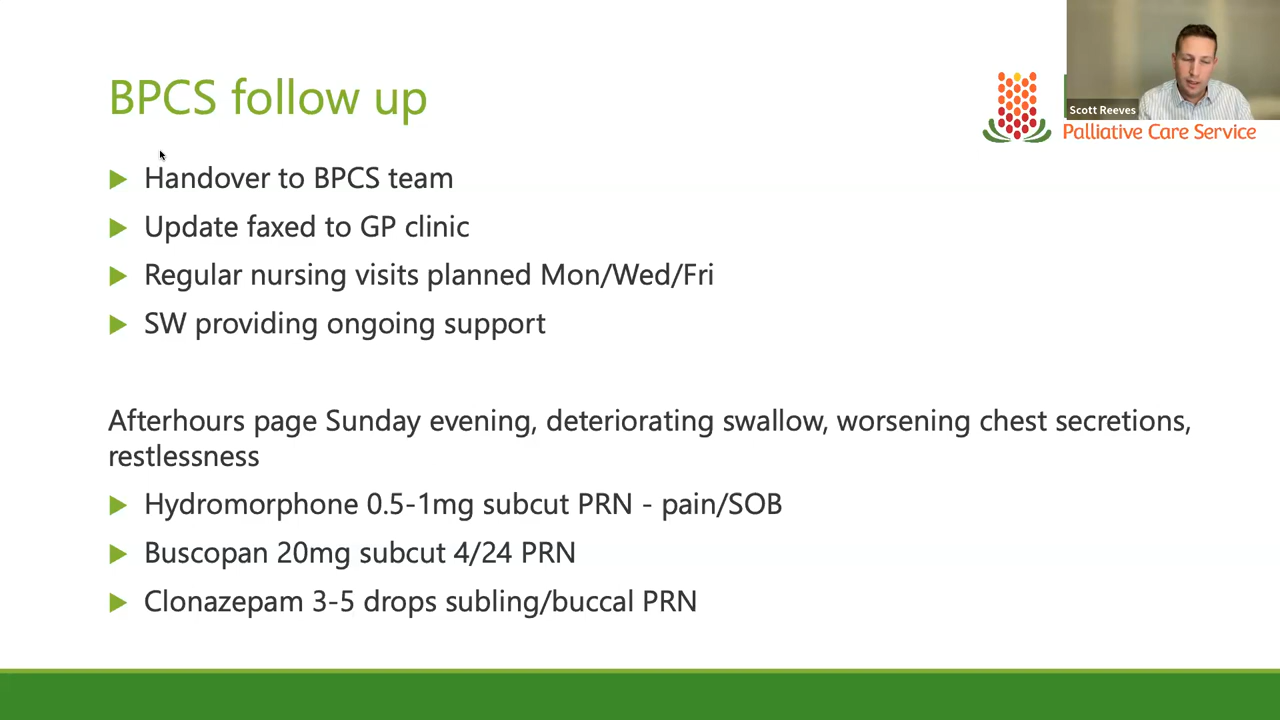 BPCS follow up
Scott Reeves
Palliative Care Service
Handover to BPCS team
Update faxed to GP clinic
Regular nursing visits planned Mon/Wed/Fri
SW providing ongoing support
Afterhours page Sunday evening, deteriorating swallow, worsening chest secretions,
restlessness
Hydromorphone 0.5-1mg subcut PRN - pain/SOB
Buscopan 20mg subcut 4/24 PRN
Clonazepam 3-5 drops subling/buccal PRN